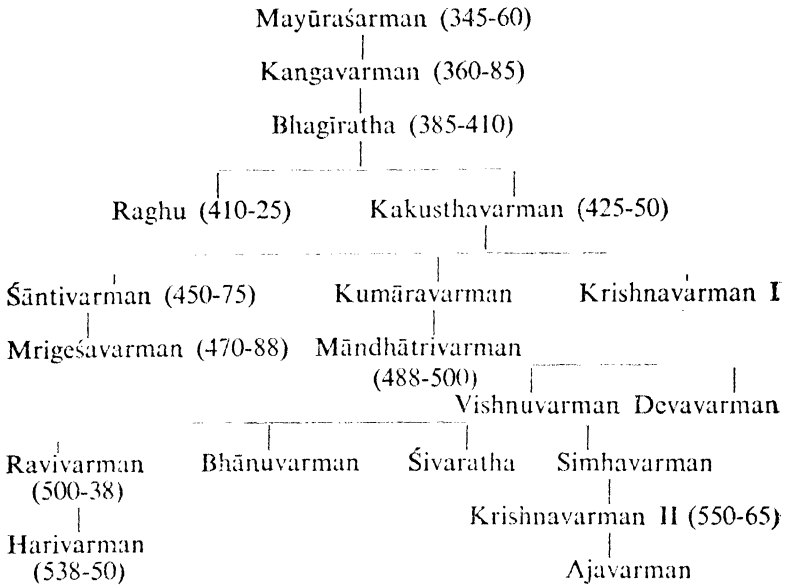 Mayūraśarman (345-60)
Kangavarman (360-85)
Bhagīratha (385-410)
Raghu (410-25) Kakusthavarman (425-50)
Śāntivarman (450-75) Kumāravarman Krishnavarman I
Mrigeśavarman (470-88) Māndhātrivarman
(488-500)
Vishnuvarman Devavarman
Ravivarman Bhānuvarman Śivaratha Simhavarman
(500-38)
Krishnavarman II (550-65)
Harivarman
(538-50) Ajavarman